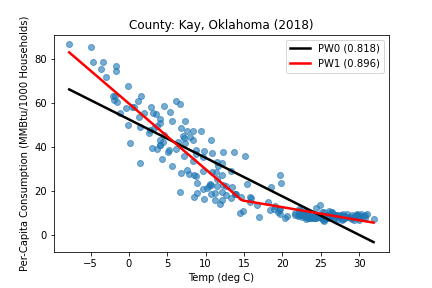 County: Kay, Oklahoma (2018)
PW0 (0.818)
PW1 (0.896)
Per-Capita Consumption (MMBtu/1000 Households)
80
60
40
20
0
−5 0 5 10 15 20 25 30
Temp (deg C)